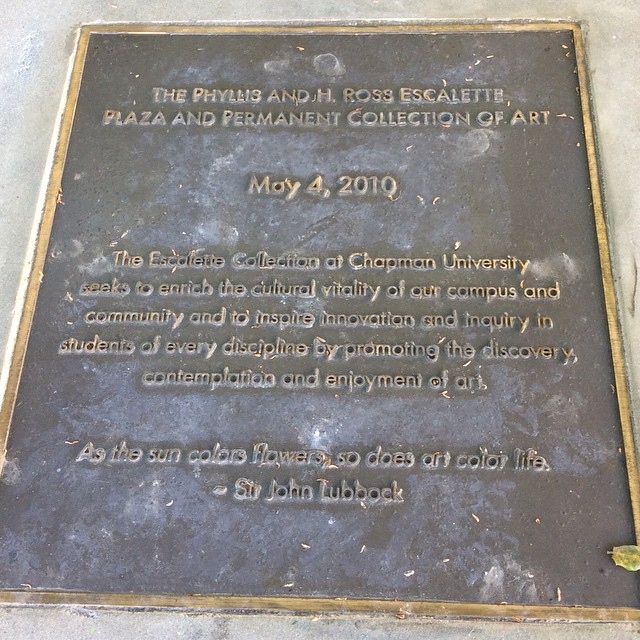 THE PHYLLIS AND H. ROSS ESCALETTE
PLAZA AND PERMANENT COLLECTION OF ART
May 4, 2010
The Escalette Collection at Chapman University
seeks to enrich the cultural vitality of our campus and
community and to inspire innovation and inquiry in
students of every discipline by promoting the discovery,
contemplation and enjoyment of art.
As the sun colors flowers, so does art color life.
– Sir John Lubbock